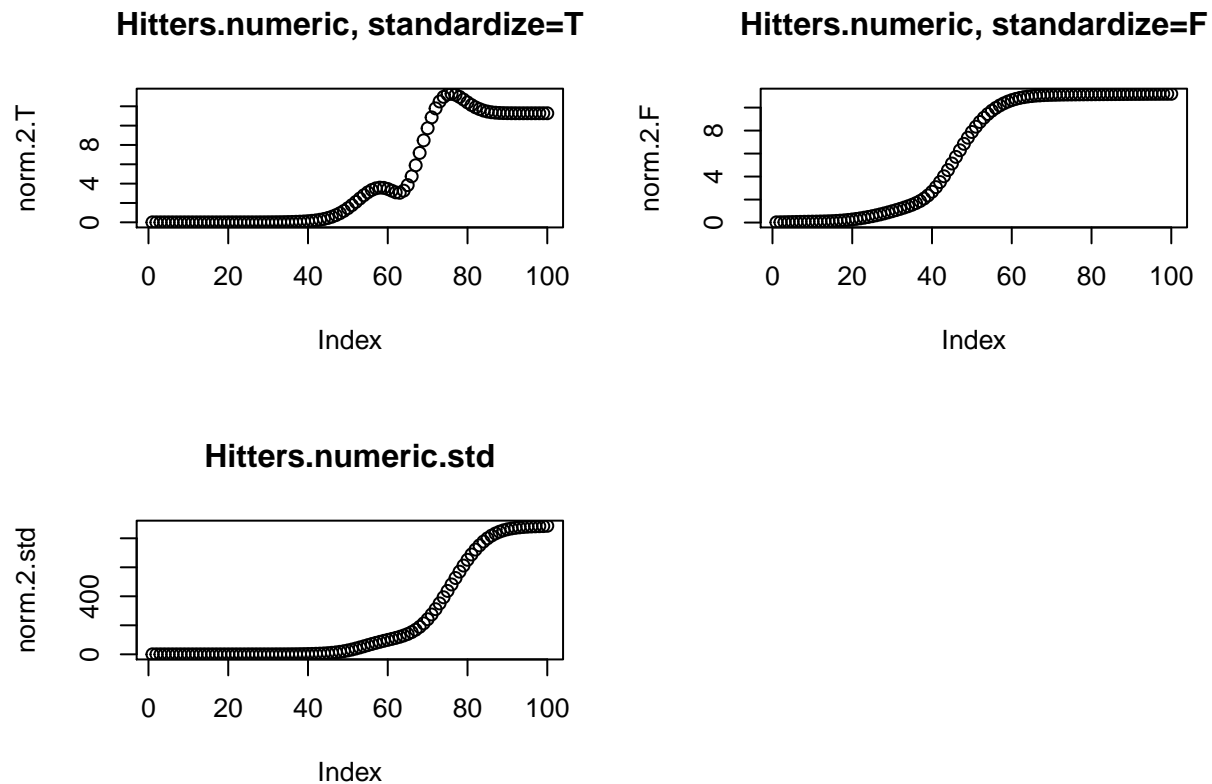 Hitters.numeric, standardize=T
norm.2.T
0 4 8
0 20 40 60 80 100
Index
Hitters.numeric, standardize=F
norm.2.F
0 4 8
0 20 40 60 80 100
Index
Hitters.numeric.std
norm.2.std
0 400
0 20 40 60 80 100
Index